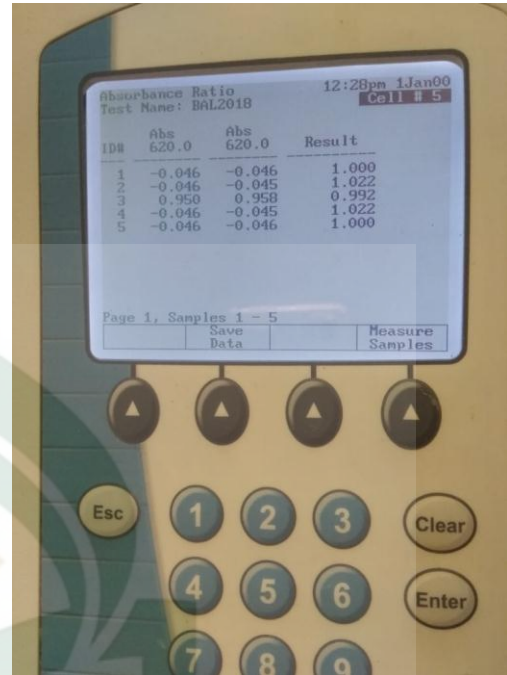 Absorbance Ratio 12:28pm 1Jan00
Test Name: BAL2018 Cell # 5
Abs Abs
ID# 620.0 620.0 Result
1 -0.046 -0.046 1.000
2 -0.046 -0.045 1.022
3 0.950 0.958 0.992
4 -0.046 -0.045 1.022
5 -0.046 -0.046 1.000
Page 1, Samples 1 - 5
Save Measure
Data Samples
Esc 1 2 3 Clear
4 5 6 Enter
7 8 9